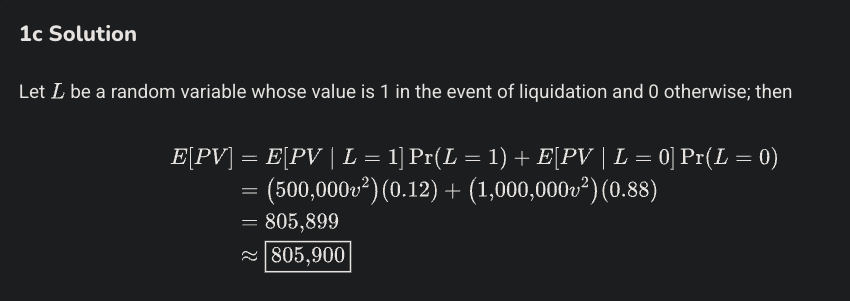 1c Solution
Let L be a random variable whose value is 1 in the event of liquidation and 0 otherwise; then
E[PV] = E[PV | L = 1] Pr(L = 1) + E[PV | L = 0] Pr(L = 0)
= (500,000v²)(0.12) + (1,000,000v²)(0.88)
= 805,899
≈ 805,900